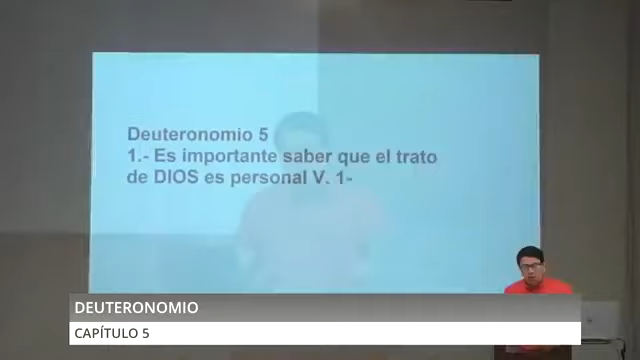 Deuteronomio 5
1.- Es importante saber que el trato
de DIOS es personal V. 1-
DEUTERONOMIO
CAPÍTULO 5